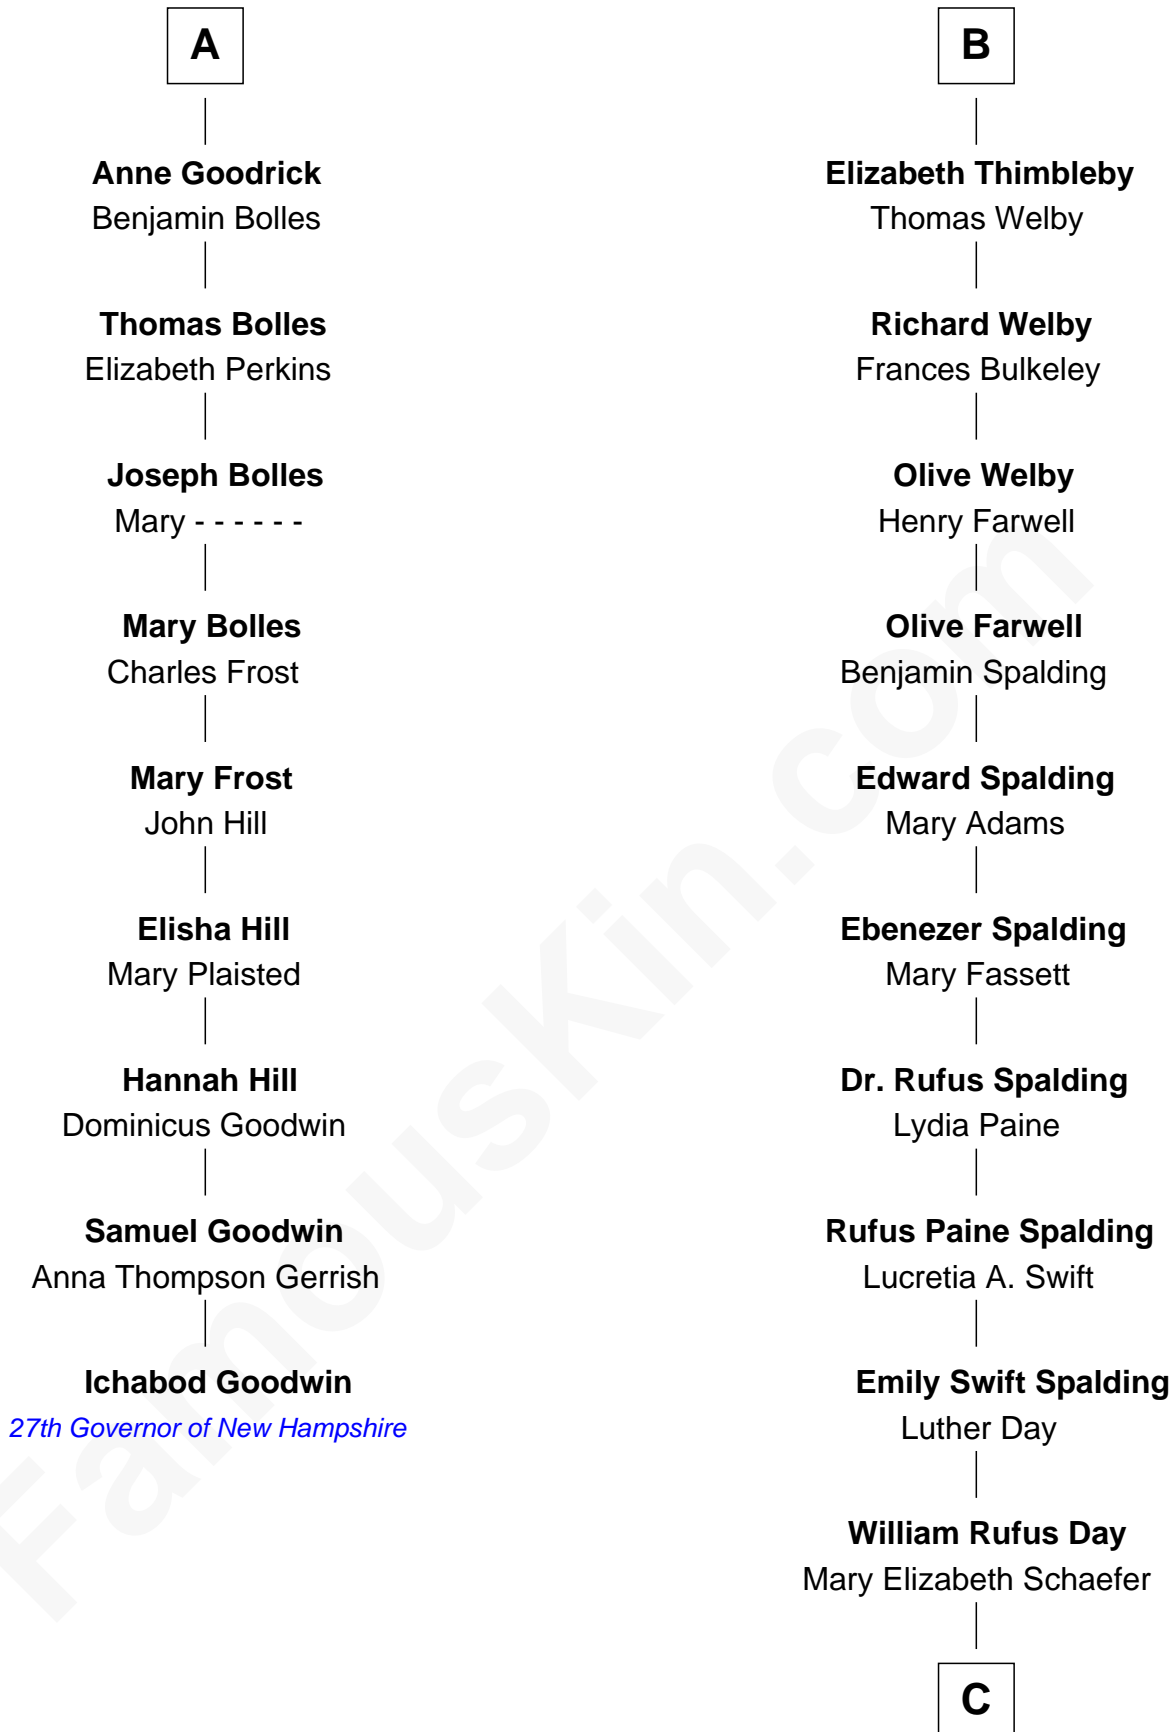 A
Anne Goodrick
Benjamin Bolles
Thomas Bolles
Elizabeth Perkins
Joseph Bolles
Mary - - - - - -
Mary Bolles
Charles Frost
Mary Frost
John Hill
Elisha Hill
Mary Plaisted
Hannah Hill
Dominicus Goodwin
Samuel Goodwin
Anna Thompson Gerrish
Ichabod Goodwin
27th Governor of New Hampshire
B
Elizabeth Thimbleby
Thomas Welby
Richard Welby
Frances Bulkeley
Olive Welby
Henry Farwell
Olive Farwell
Benjamin Spalding
Edward Spalding
Mary Adams
Ebenezer Spalding
Mary Fassett
Dr. Rufus Spalding
Lydia Paine
Rufus Paine Spalding
Lucretia A. Swift
Emily Swift Spalding
Luther Day
William Rufus Day
Mary Elizabeth Schaefer
C
FamousKin.com